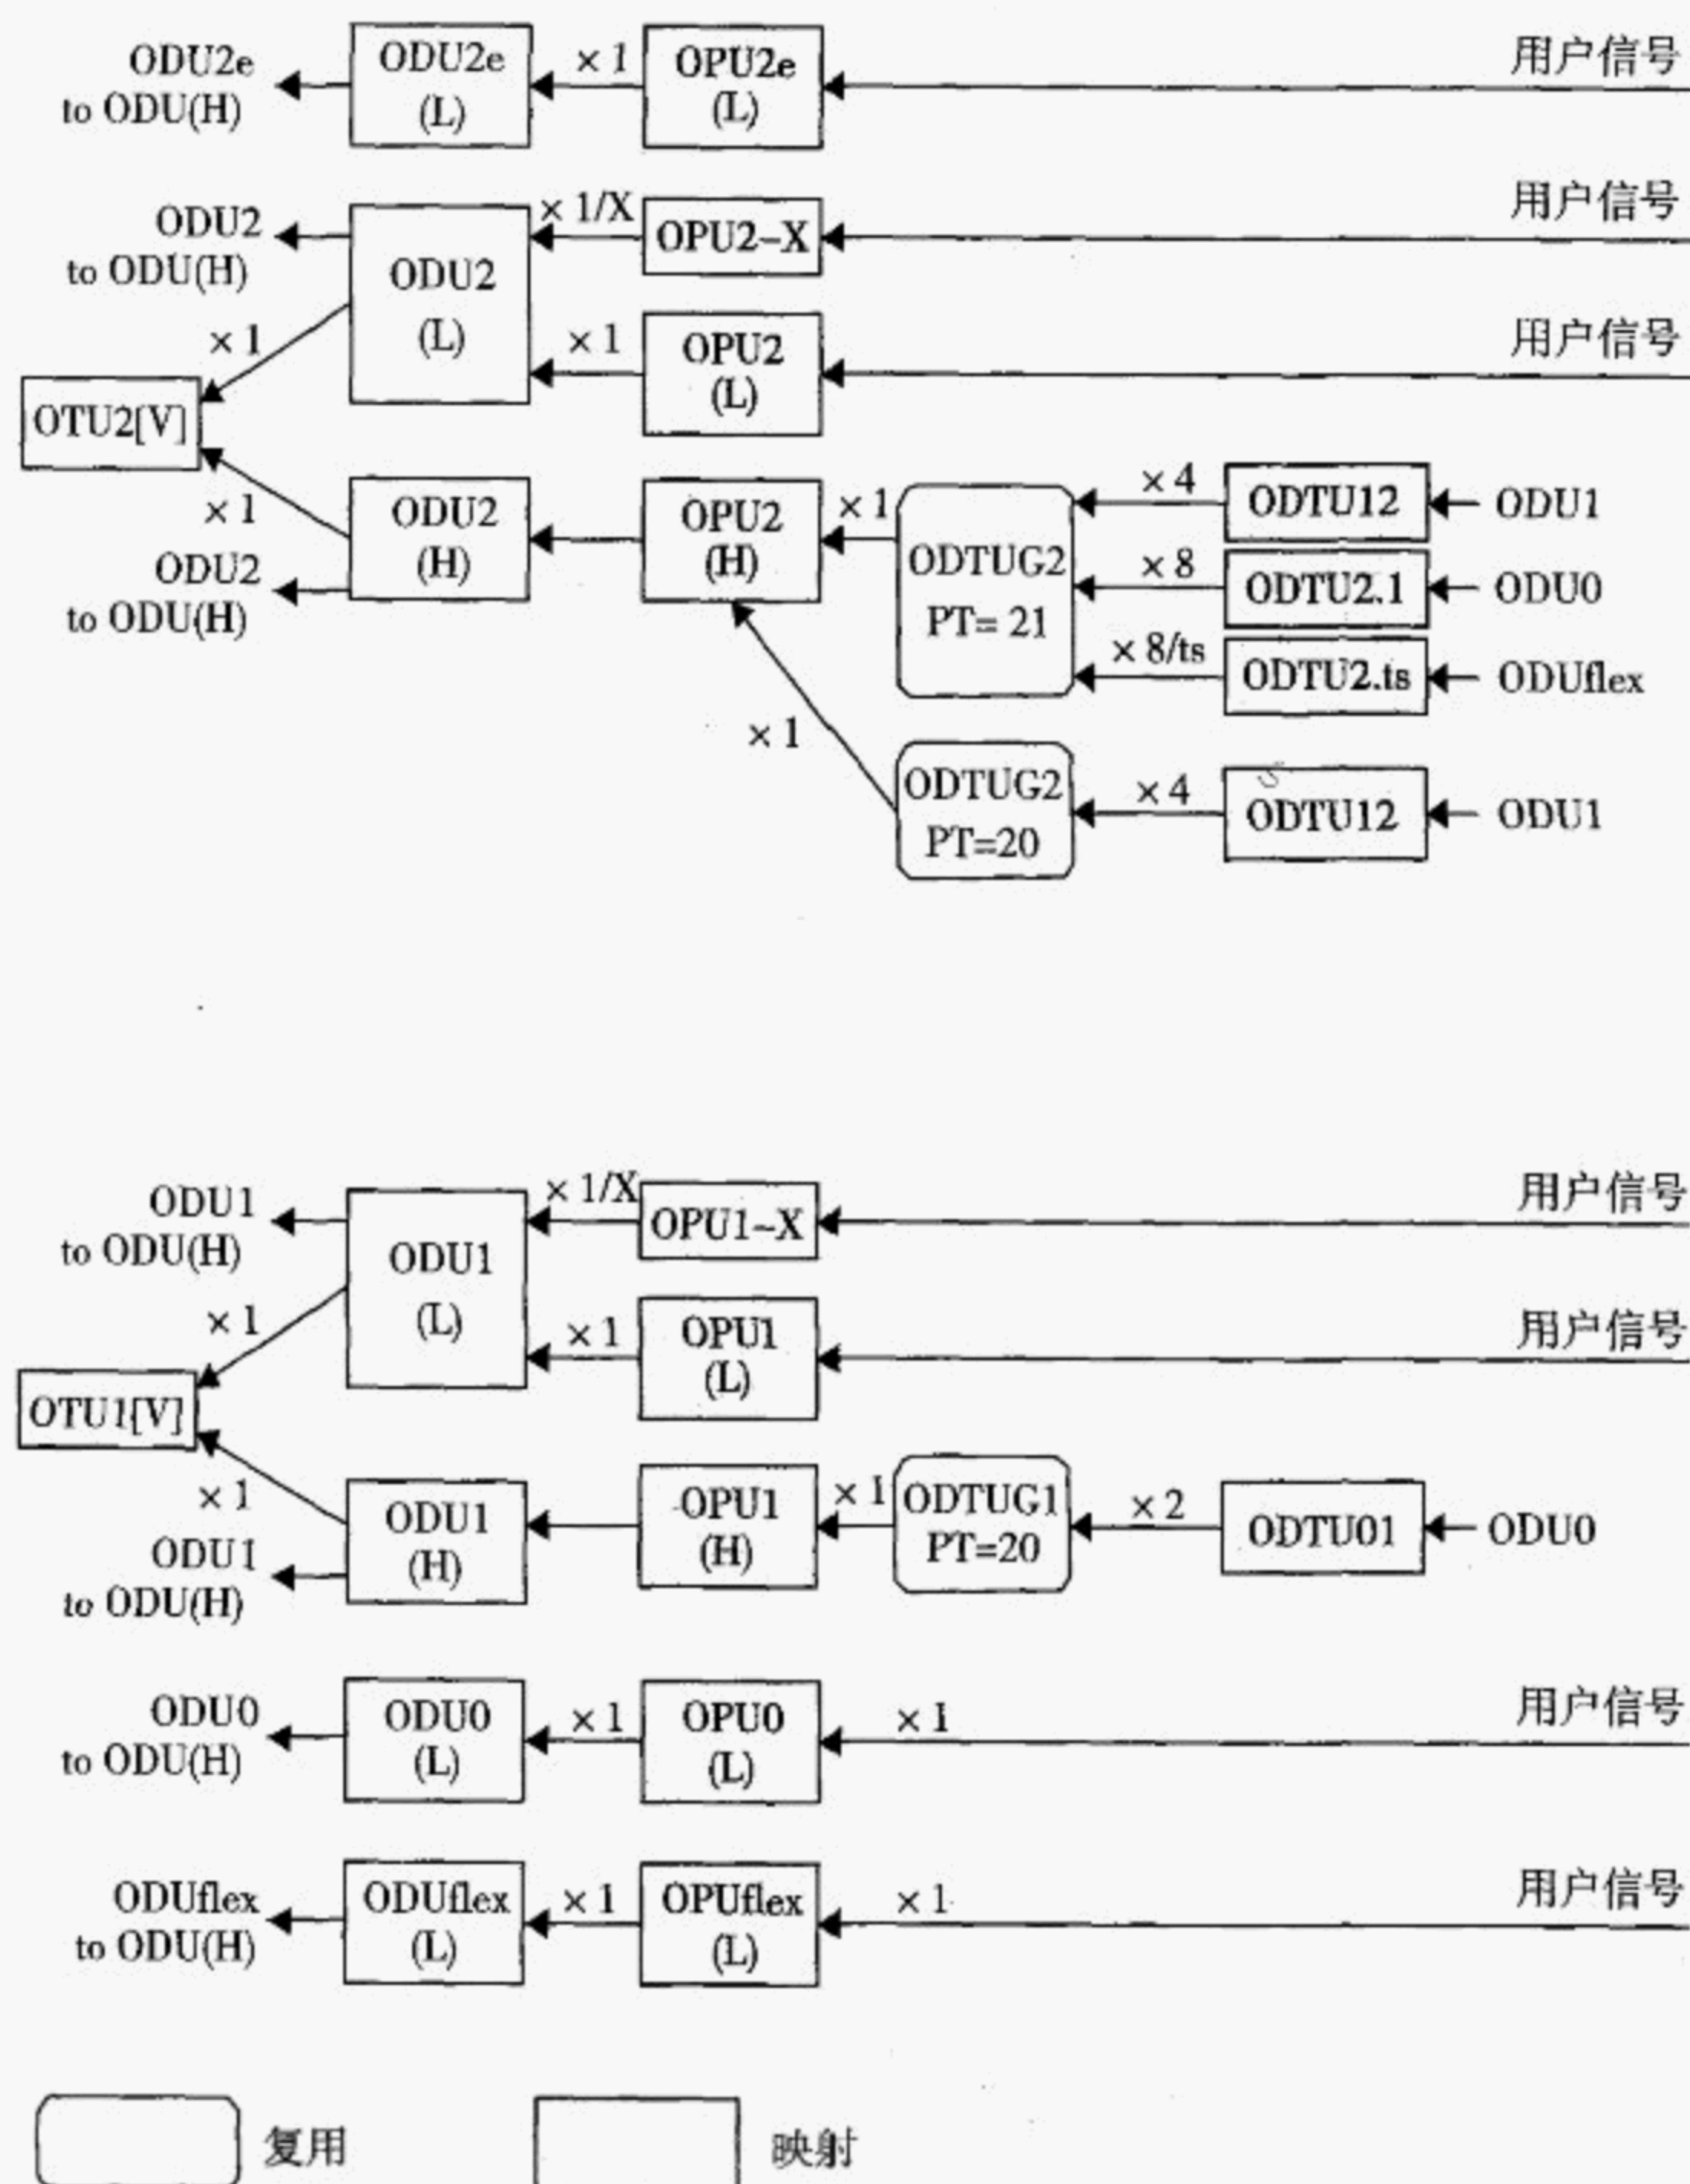 ODU2e
to ODU(H)
ODU2e
(L)
× 1
OPU2e
(L)
用户信号
ODU2
to ODU(H)
ODU2
(L)
× 1/X
OPU2-X
用户信号
× 1
OPU2
(L)
用户信号
× 1
OTU2[V]
× 1
ODU2
to ODU(H)
ODU2
(H)
OPU2
(H)
× 1
ODTUG2
PT= 21
× 4
ODTU12
ODU1
× 8
ODTU2.1
ODU0
× 8/ts
ODTU2.ts
ODUflex
× 1
ODTUG2
PT=20
× 4
ODTU12
ODU1
ODU1
to ODU(H)
ODU1
(L)
× 1/X
OPU1-X
用户信号
× 1
OPU1
(L)
用户信号
× 1
OTU1[V]
× 1
ODU1
to ODU(H)
ODU1
(H)
OPU1
(H)
× 1
ODTUG1
PT=20
× 2
ODTU01
ODU0
ODU0
to ODU(H)
ODU0
(L)
× 1
OPU0
(L)
× 1
用户信号
ODUflex
to ODU(H)
ODUflex
(L)
× 1
OPUflex
(L)
× 1
用户信号
复用
映射